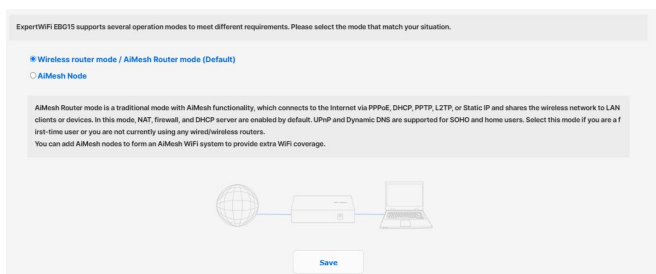 ExpertWiFi EBG15 supports several operation modes to meet different requirements. Please select the mode that match your situation.
Wireless router mode / AiMesh Router mode (Default)
AiMesh Node
AiMesh Router mode is a traditional mode with AiMesh functionality, which connects to the Internet via PPPoE, DHCP, PPTP, L2TP, or Static IP and shares the wireless network to LAN
clients or devices. In this mode, NAT, firewall, and DHCP server are enabled by default. UPnP and Dynamic DNS are supported for SOHO and home users. Select this mode if you are a f
irst-time user or you are not currently using any wired/wireless routers.
You can add AiMesh nodes to form an AiMesh WiFi system to provide extra WiFi coverage.
Save